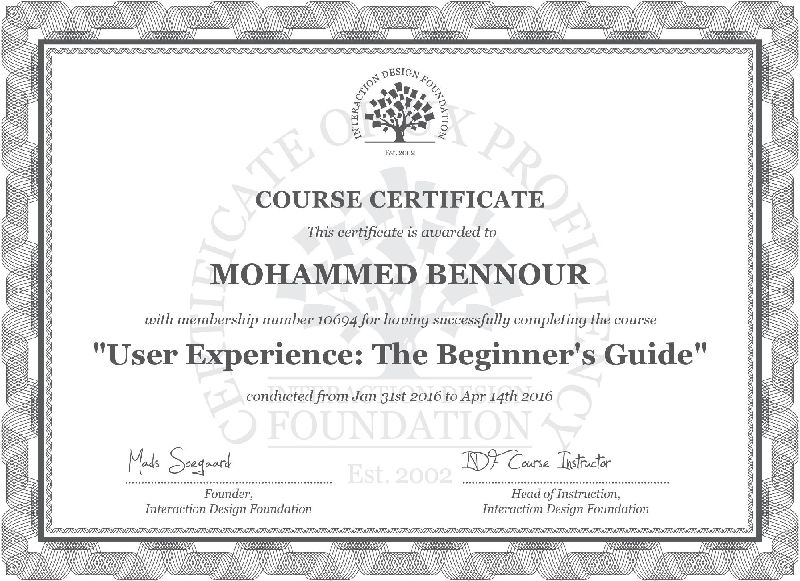 INTERACTION DESIGN FOUNDATION
Est. 2002
CERTIFICATE OF UX PROFICIENCY
COURSE CERTIFICATE
This certificate is awarded to
MOHAMMED BENNOUR
with membership number 10694 for having successfully completing the course
"User Experience: The Beginner's Guide"
conducted from Jan 31st 2016 to Apr 14th 2016
INTERACTION DESIGN
FOUNDATION
Est. 2002
Mads Soegaard
Founder,
Interaction Design Foundation
IDF Course Instructor
Head of Instruction,
Interaction Design Foundation